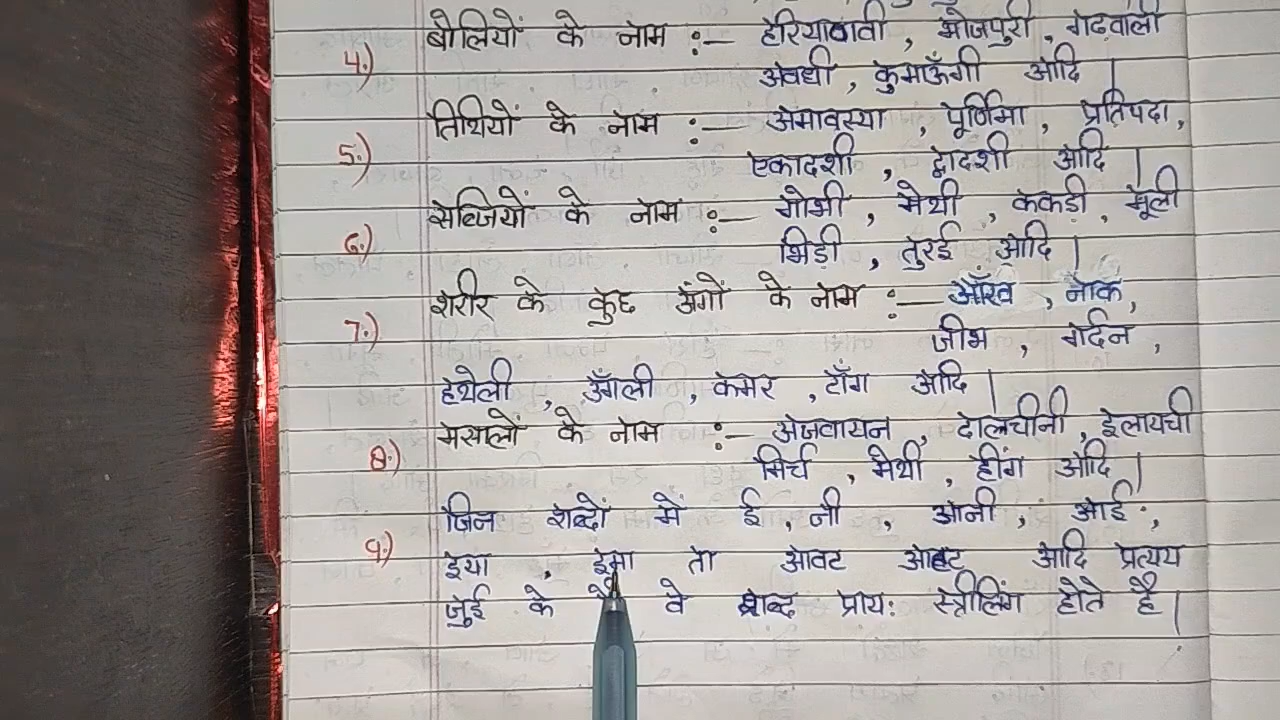 4.) बोलियों के नाम :— हरियाणवी , भोजपुरी , गढ़वाली
अवधी , कुमाऊँनी आदि |
5.) तिथियों के नाम :— अमावस्या , पूर्णिमा , प्रतिपदा ,
एकादशी , द्वादशी आदि |
6.) सब्जियों के नाम :— गोभी , मेथी , ककड़ी , मूली
भिंडी , तुरई आदि |
7.) शरीर के कुछ अंगों के नाम :— आँख , नाक ,
जीभ , गर्दन ,
हथेली , उँगली , कमर , टाँग आदि |
8.) मसालों के नाम :— अजवायन , दालचीनी , इलायची
मिर्च , मेथी , हींग आदि |
9.) जिन शब्दों में ई , नी , आनी , आई ,
इया , इमा ता आवट आहट आदि प्रत्यय
जुड़े के वे शब्द प्रायः स्त्रीलिंग होते है |